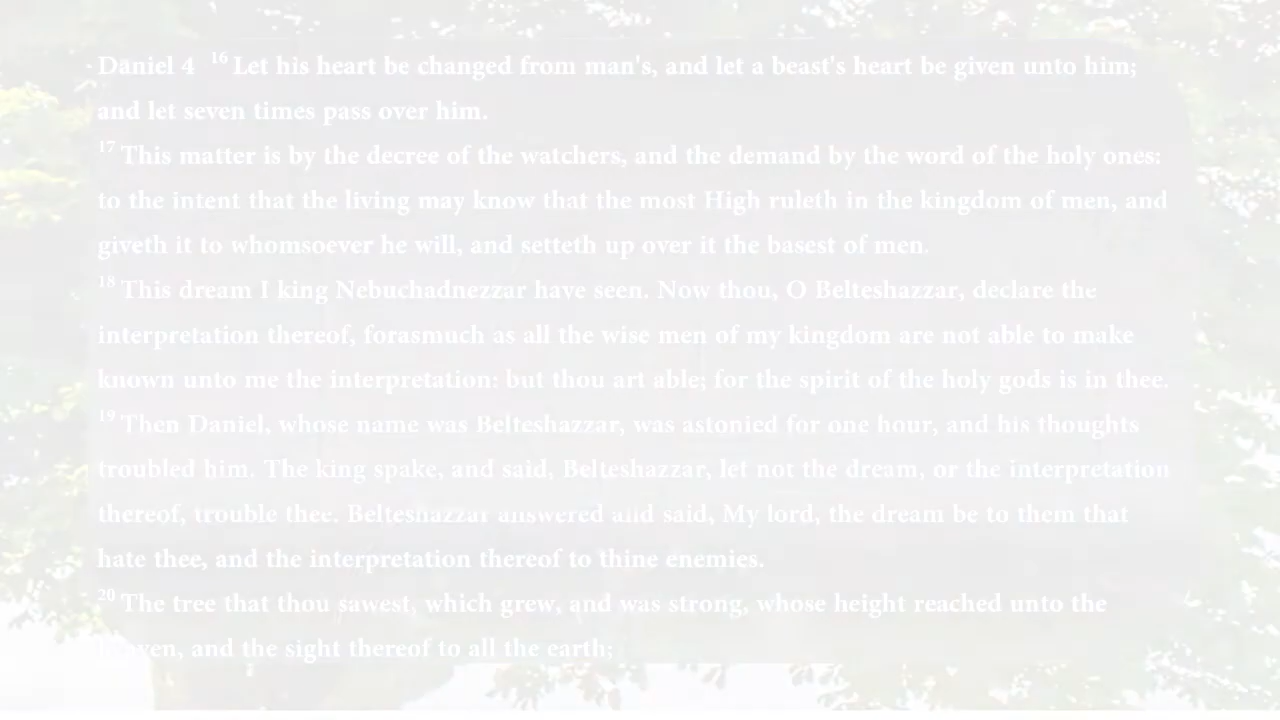 Daniel 4 16 Let his heart be changed from man's, and let a beast's heart be given unto him;
and let seven times pass over him.
17 This matter is by the decree of the watchers, and the demand by the word of the holy ones:
to the intent that the living may know that the most High ruleth in the kingdom of men, and
giveth it to whomsoever he will, and setteth up over it the basest of men.
18 This dream I king Nebuchadnezzar have seen. Now thou, O Belteshazzar, declare the
interpretation thereof, forasmuch as all the wise men of my kingdom are not able to make
known unto me the interpretation: but thou art able; for the spirit of the holy gods is in thee.
19 Then Daniel, whose name was Belteshazzar, was astonied for one hour, and his thoughts
troubled him. The king spake, and said, Belteshazzar, let not the dream, or the interpretation
thereof, trouble thee. Belteshazzar answered and said, My lord, the dream be to them that
hate thee, and the interpretation thereof to thine enemies.
20 The tree that thou sawest, which grew, and was strong, whose height reached unto the
heaven, and the sight thereof to all the earth;